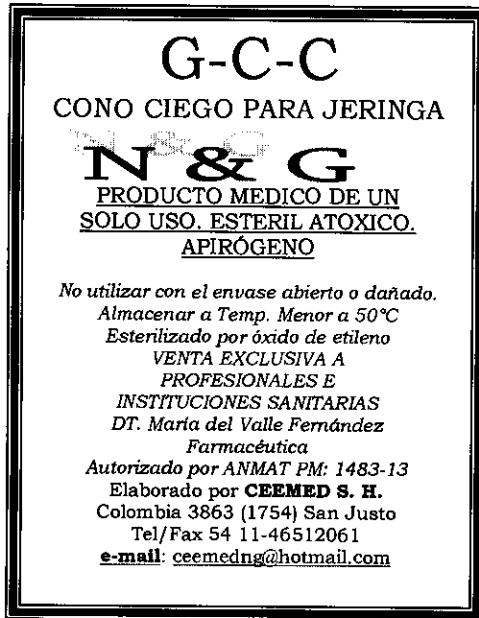 G-C-C
CONO CIEGO PARA JERINGA
N & G
N & G
PRODUCTO MEDICO DE UN
SOLO USO. ESTERIL ATOXICO.
APIRÓGENO
No utilizar con el envase abierto o dañado.
Almacenar a Temp. Menor a 50°C
Esterilizado por óxido de etileno
VENTA EXCLUSIVA A
PROFESIONALES E
INSTITUCIONES SANITARIAS
DT. María del Valle Fernández
Farmacéutica
Autorizado por ANMAT PM: 1483-13
Elaborado por CEEMED S. H.
Colombia 3863 (1754) San Justo
Tel/Fax 54 11-46512061
e-mail: ceemedng@hotmail.com